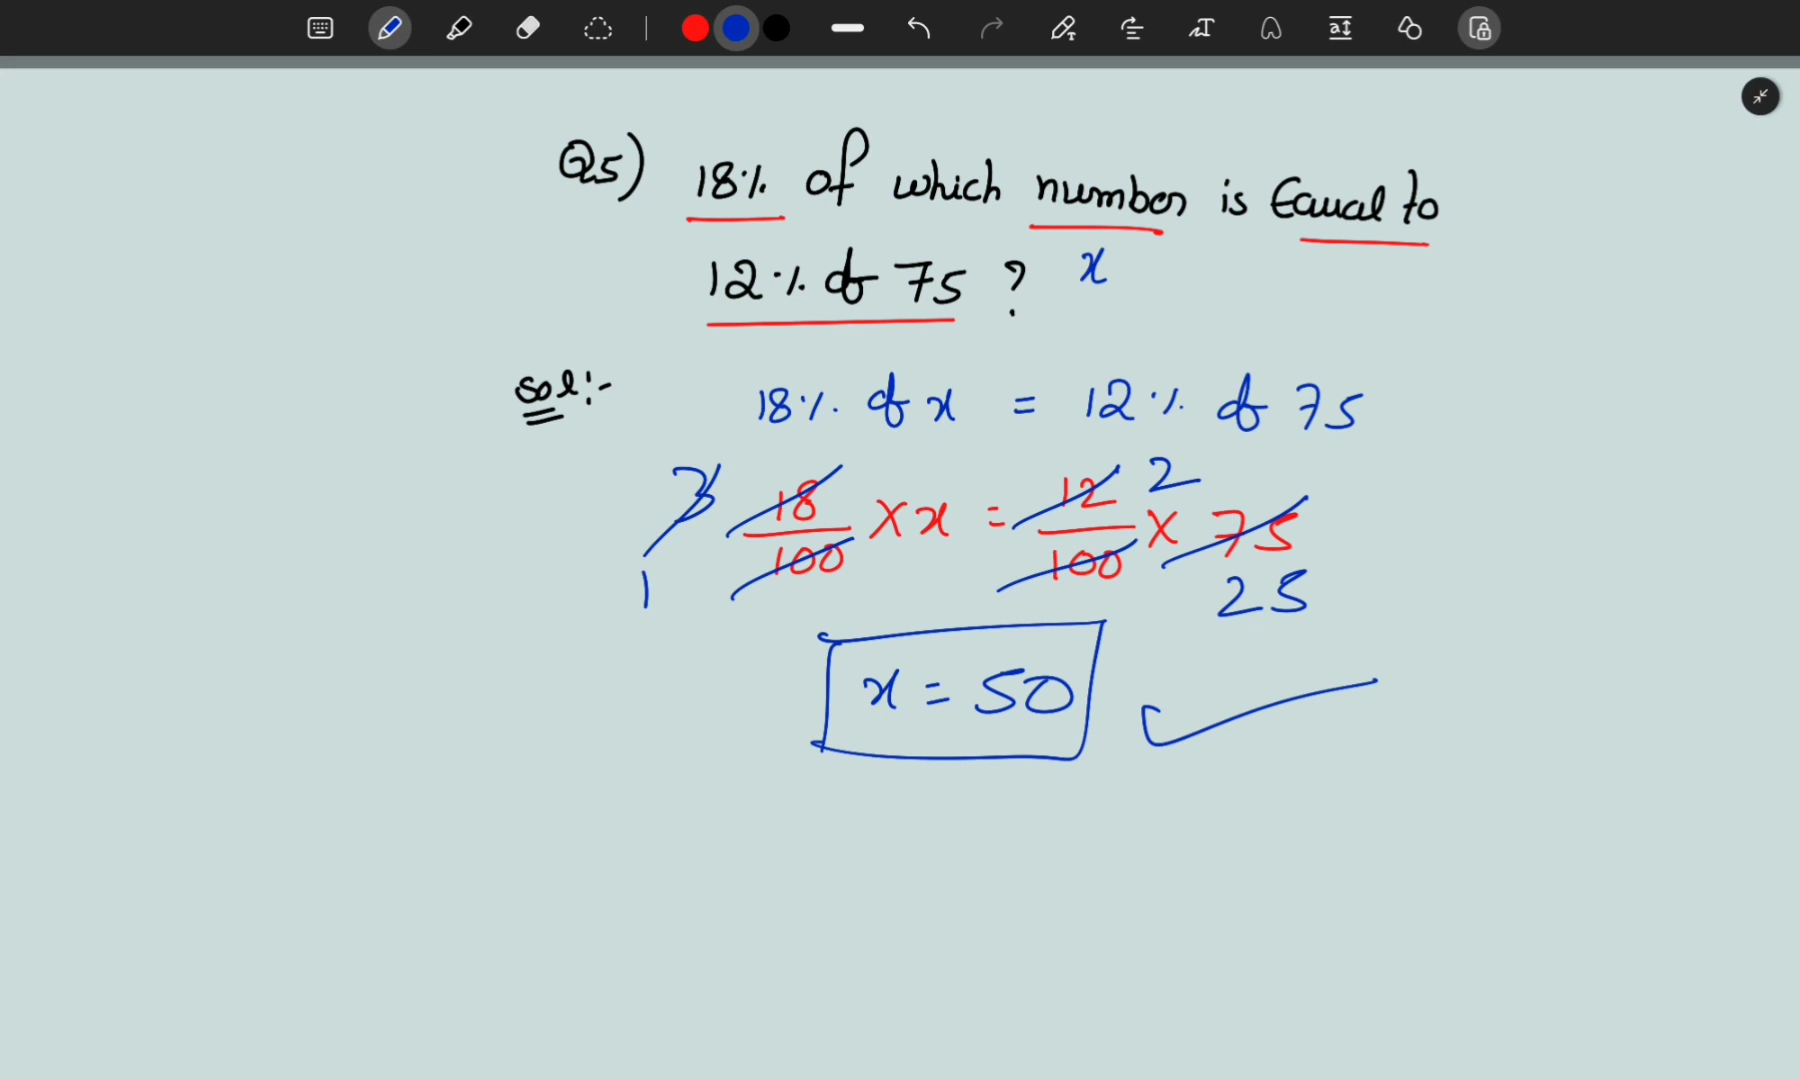 Q5) 18% of which number is Equal to
12% of 75 ?
x
Sol:-
18% of x = 12% of 75
3 18/100 × x = 12/100 2 × 75
1 25
x = 50